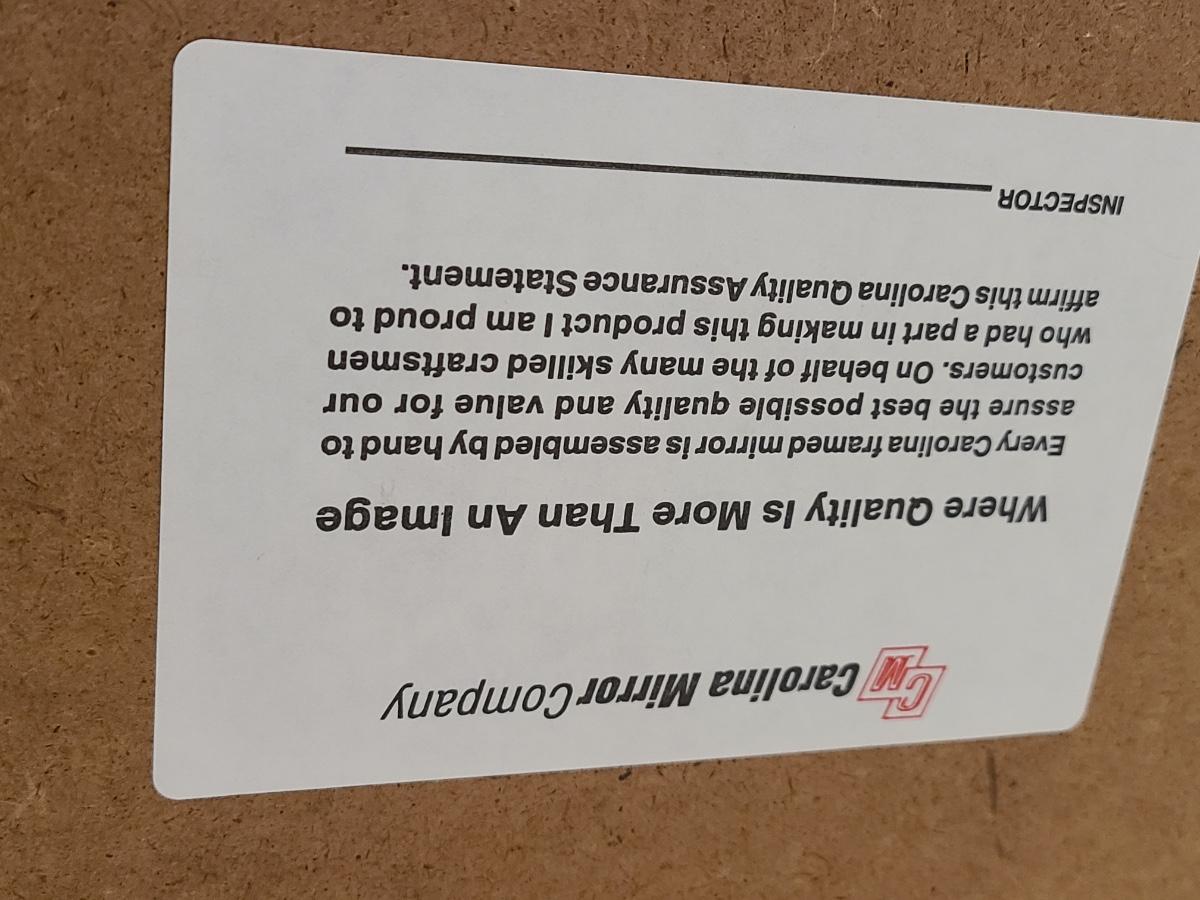 CM Carolina Mirror Company
Where Quality Is More Than An Image
Every Carolina framed mirror is assembled by hand to
assure the best possible quality and value for our
customers. On behalf of the many skilled craftsmen
who had a part in making this product I am proud to
affirm this Carolina Quality Assurance Statement.
INSPECTOR